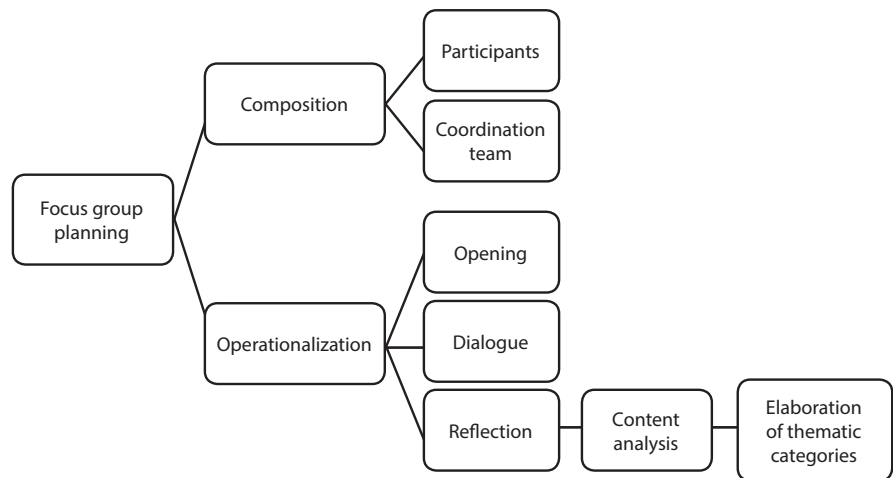 Focus group
planning
Composition
Participants
Coordination
team
Operationalization
Opening
Dialogue
Reflection
Content
analysis
Elaboration
of thematic
categories